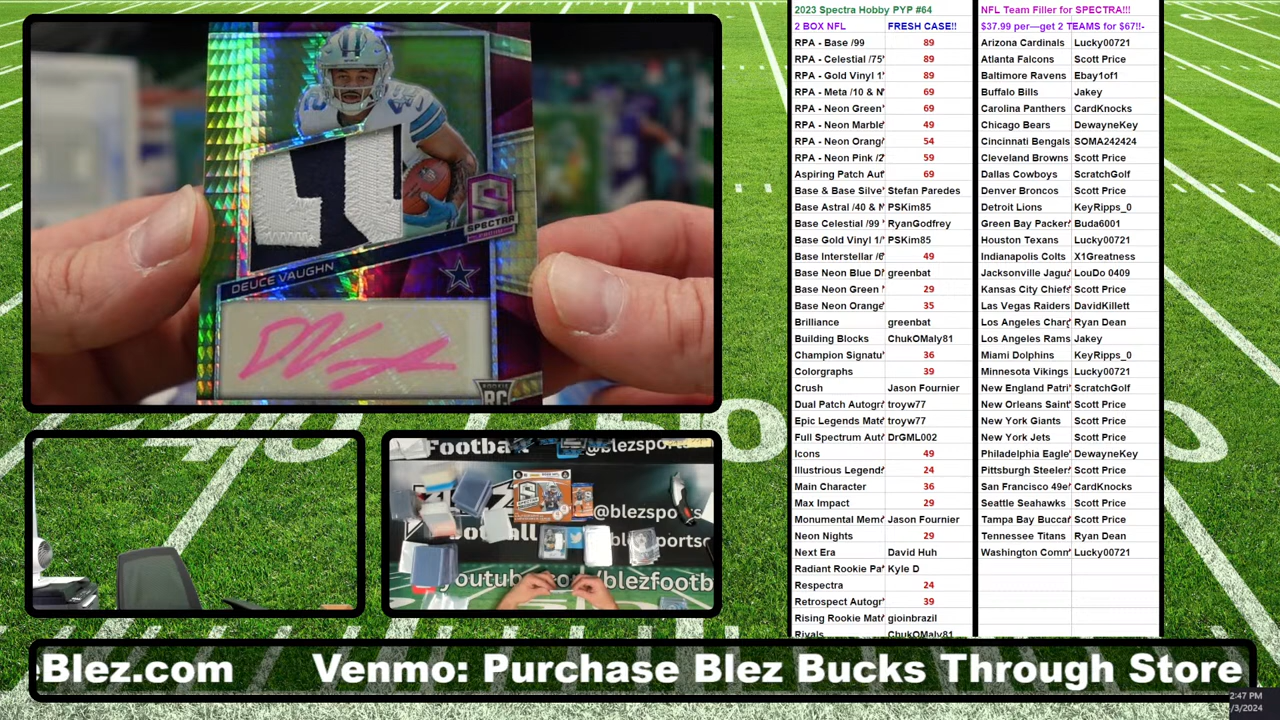 DEUCE VAUGHN
S
SPECTRA
RC
Football
@blezspo
@blezspo
@blezsportsc
youtube.com/blezfootb
2023 Spectra Hobby PYP #64
2 BOX NFL FRESH CASE!!
RPA - Base /99 89
RPA - Celestial /75 89
RPA - Gold Vinyl 1 89
RPA - Meta /10 & N 69
RPA - Neon Green 69
RPA - Neon Marble 49
RPA - Neon Orang 54
RPA - Neon Pink /2 59
Aspiring Patch Aut 69
Base & Base Silve Stefan Paredes
Base Astral /40 & N PSKim85
Base Celestial /99 RyanGodfrey
Base Gold Vinyl 1/ PSKim85
Base Interstellar /6 49
Base Neon Blue D greenbat
Base Neon Green 29
Base Neon Orange 35
Brilliance greenbat
Building Blocks ChukOMaly81
Champion Signatu 36
Colorgraphs 39
Crush Jason Fournier
Dual Patch Autogr troyw77
Epic Legends Mate troyw77
Full Spectrum Aut DrGML002
Icons 49
Illustrious Legend 24
Main Character 36
Max Impact 29
Monumental Mem Jason Fournier
Neon Nights 29
Next Era David Huh
Radiant Rookie Pa Kyle D
Respectra 24
Retrospect Autogr 39
Rising Rookie Mat gioinbrazil
Rivals ChukOMaly81
NFL Team Filler for SPECTRA!!!
$37.99 per—get 2 TEAMS for $67!!-
Arizona Cardinals Lucky00721
Atlanta Falcons Scott Price
Baltimore Ravens Ebay1of1
Buffalo Bills Jakey
Carolina Panthers CardKnocks
Chicago Bears DewayneKey
Cincinnati Bengals SOMA242424
Cleveland Browns Scott Price
Dallas Cowboys ScratchGolf
Denver Broncos Scott Price
Detroit Lions KeyRipps_0
Green Bay Packer Buda6001
Houston Texans Lucky00721
Indianapolis Colts X1Greatness
Jacksonville Jagu LouDo 0409
Kansas City Chief Scott Price
Las Vegas Raiders DavidKillett
Los Angeles Charg Ryan Dean
Los Angeles Rams Jakey
Miami Dolphins KeyRipps_0
Minnesota Vikings Lucky00721
New England Patri ScratchGolf
New Orleans Saint Scott Price
New York Giants Scott Price
New York Jets Scott Price
Philadelphia Eagle DewayneKey
Pittsburgh Steeler Scott Price
San Francisco 49e CardKnocks
Seattle Seahawks Scott Price
Tampa Bay Buccar Scott Price
Tennessee Titans Ryan Dean
Washington Comm Lucky00721
Blez.com Venmo: Purchase Blez Bucks Through Store
2:47 PM
/3/2024